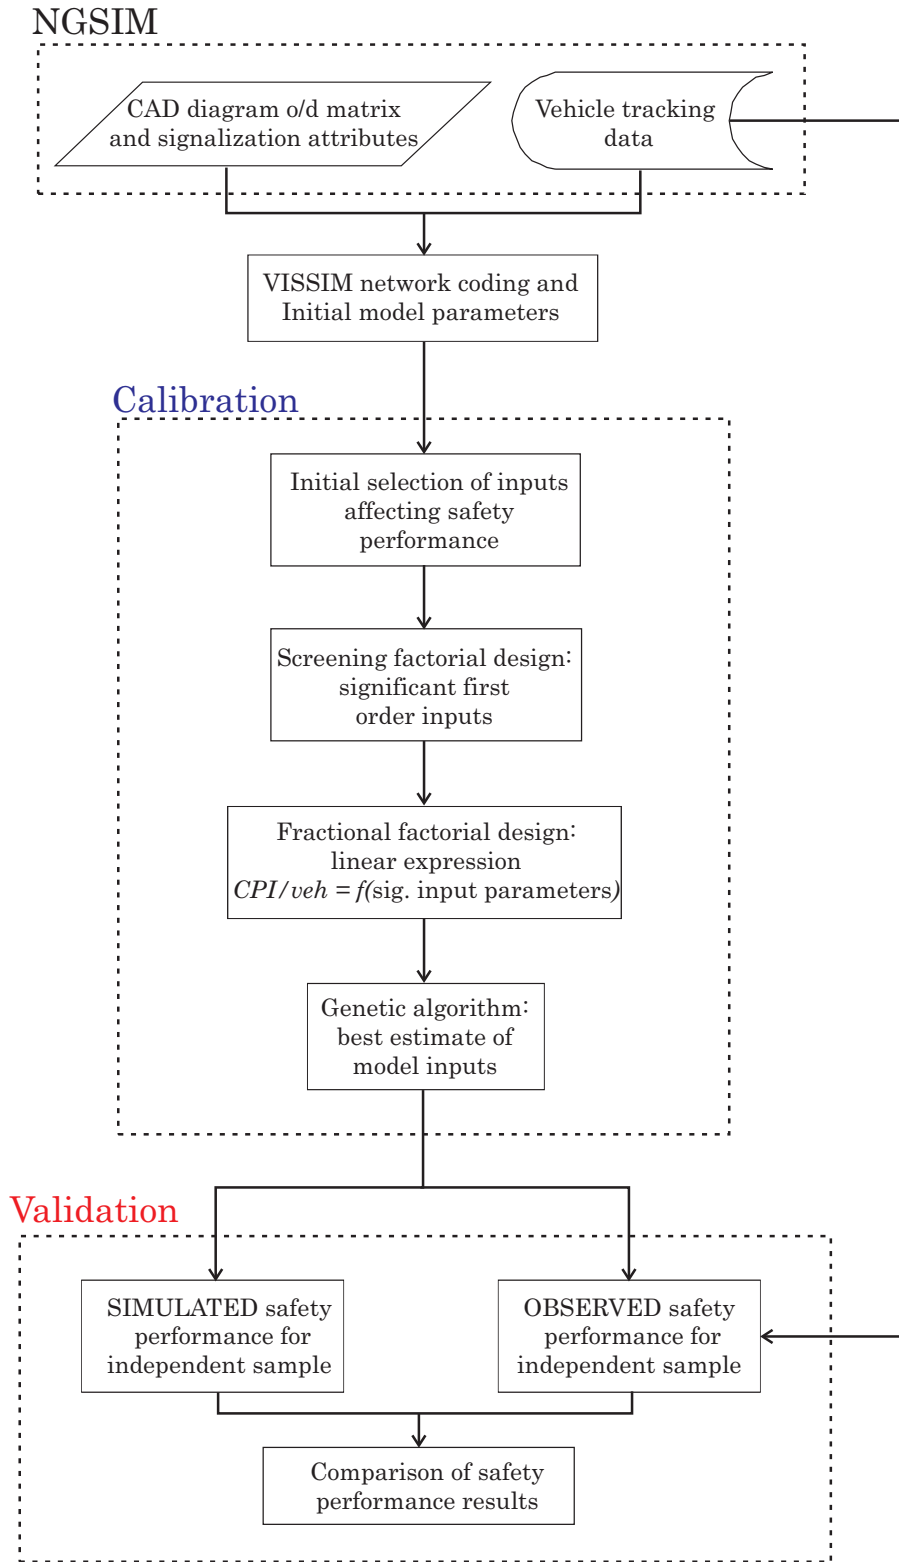 NGSIM
CAD diagram o/d matrix
and signalization attributes
Vehicle tracking
data
VISSIM network coding and
Initial model parameters
Calibration
Initial selection of inputs
affecting safety
performance
Screening factorial design:
significant first
order inputs
Fractional factorial design:
linear expression
CPI/veh = f(sig. input parameters)
Genetic algorithm:
best estimate of
model inputs
Validation
SIMULATED safety
performance for
independent sample
OBSERVED safety
performance for
independent sample
Comparison of safety
performance results